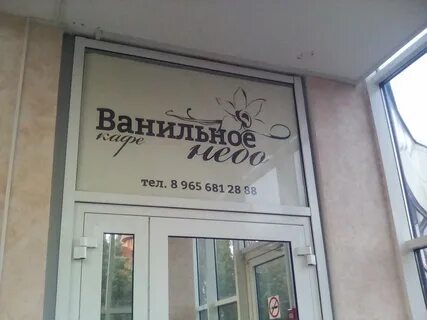 Ванильное
кафе небо
тел. 8 965 681 28 88